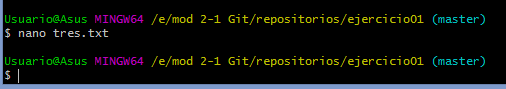 Usuario@Asus MINGW64 /e/mod 2-1 Git/repositorios/ejercicio01 (master)
$ nano tres.txt
Usuario@Asus MINGW64 /e/mod 2-1 Git/repositorios/ejercicio01 (master)
$